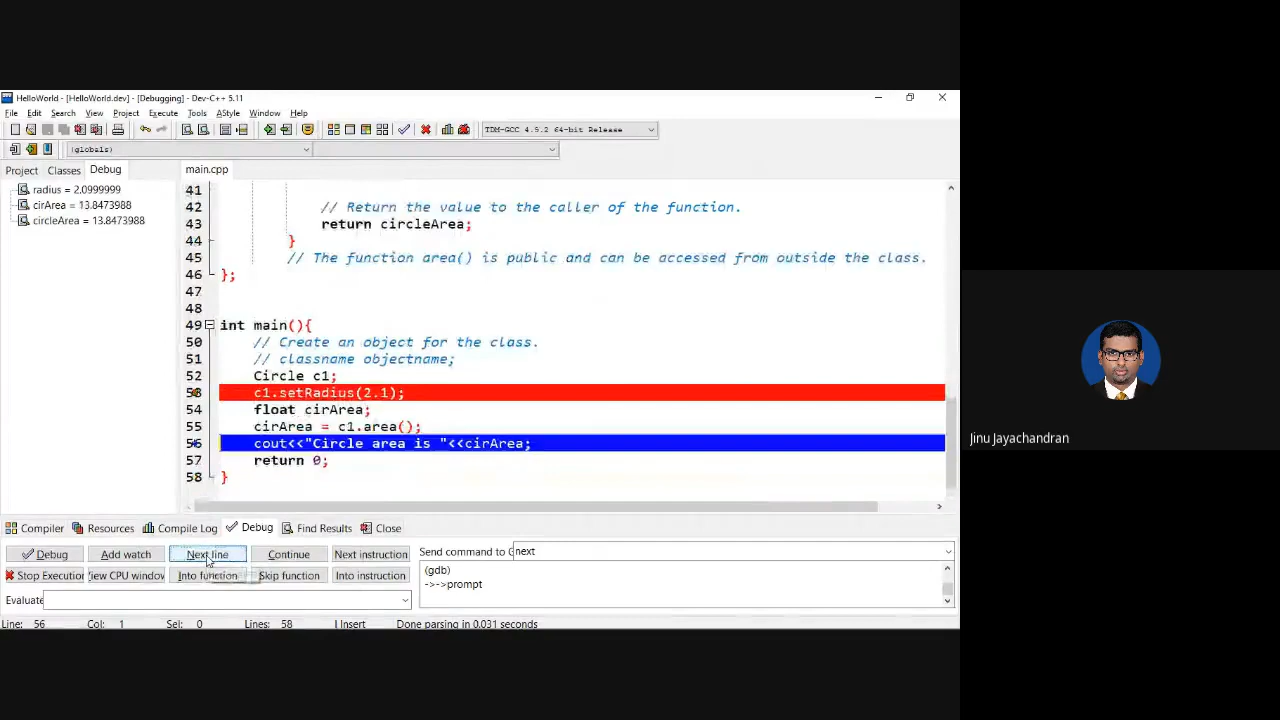 HelloWorld - [HelloWorld.dev] - [Debugging] - Dev-C++ 5.11
File Edit Search View Project Execute Tools AStyle Window Help
TDM-GCC 4.9.2 64-bit Release
(globals)
Project Classes Debug main.cpp
radius = 2.0999999
cirArea = 13.8473988
circleArea = 13.8473988
41
42 // Return the value to the caller of the function.
43 return circleArea;
44 }
45 // The function area() is public and can be accessed from outside the class.
46 };
47
48
49 int main(){
50 // Create an object for the class.
51 // classname objectname;
52 Circle c1;
53 c1.setRadius(2.1);
54 float cirArea;
55 cirArea = c1.area();
56 cout<<"Circle area is "<<cirArea;
57 return 0;
58 }
Jinu Jayachandran
Compiler Resources Compile Log Debug Find Results Close
Debug Add watch Next line Continue Next instruction Send command to G next
Stop Execution View CPU window Into function Skip function Into instruction
(gdb)
->->prompt
Evaluate
Line: 56 Col: 1 Sel: 0 Lines: 58 Insert Done parsing in 0.031 seconds